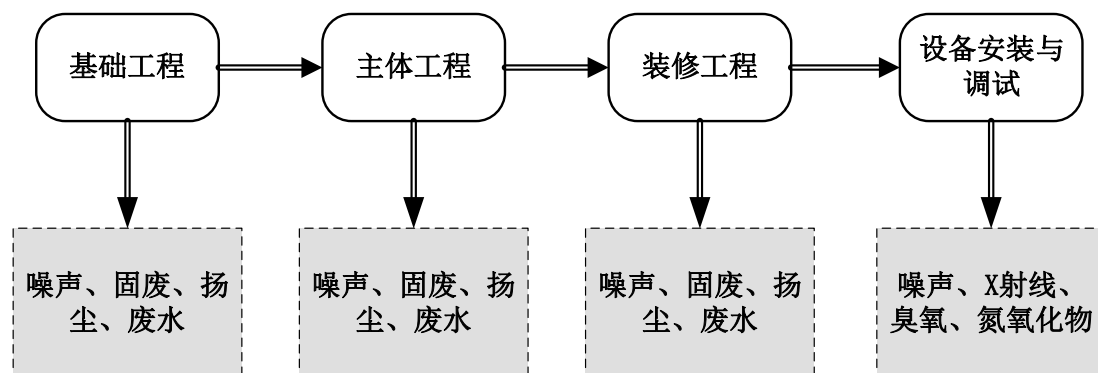 基础工程
主体工程
装修工程
设备安装与
调试
噪声、固废、扬
尘、废水
噪声、固废、扬
尘、废水
噪声、固废、扬
尘、废水
噪声、X射线、
臭氧、氮氧化物